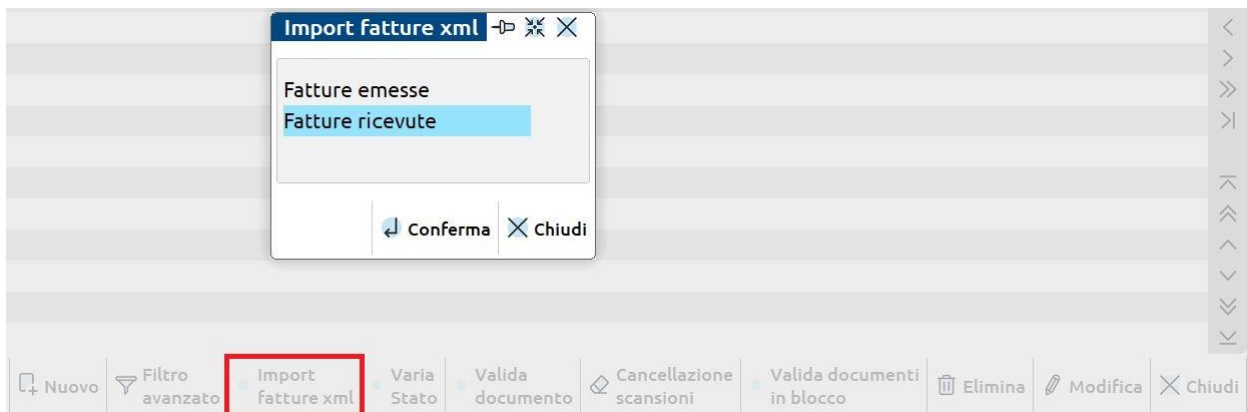 Import fatture xml
Fatture emesse
Fatture ricevute
Conferma
Chiudi
Nuovo
Filtro
avanzato
Import
fatture xml
Varia
Stato
Valida
documento
Cancellazione
scansioni
Valida documenti
in blocco
Elimina
Modifica
Chiudi